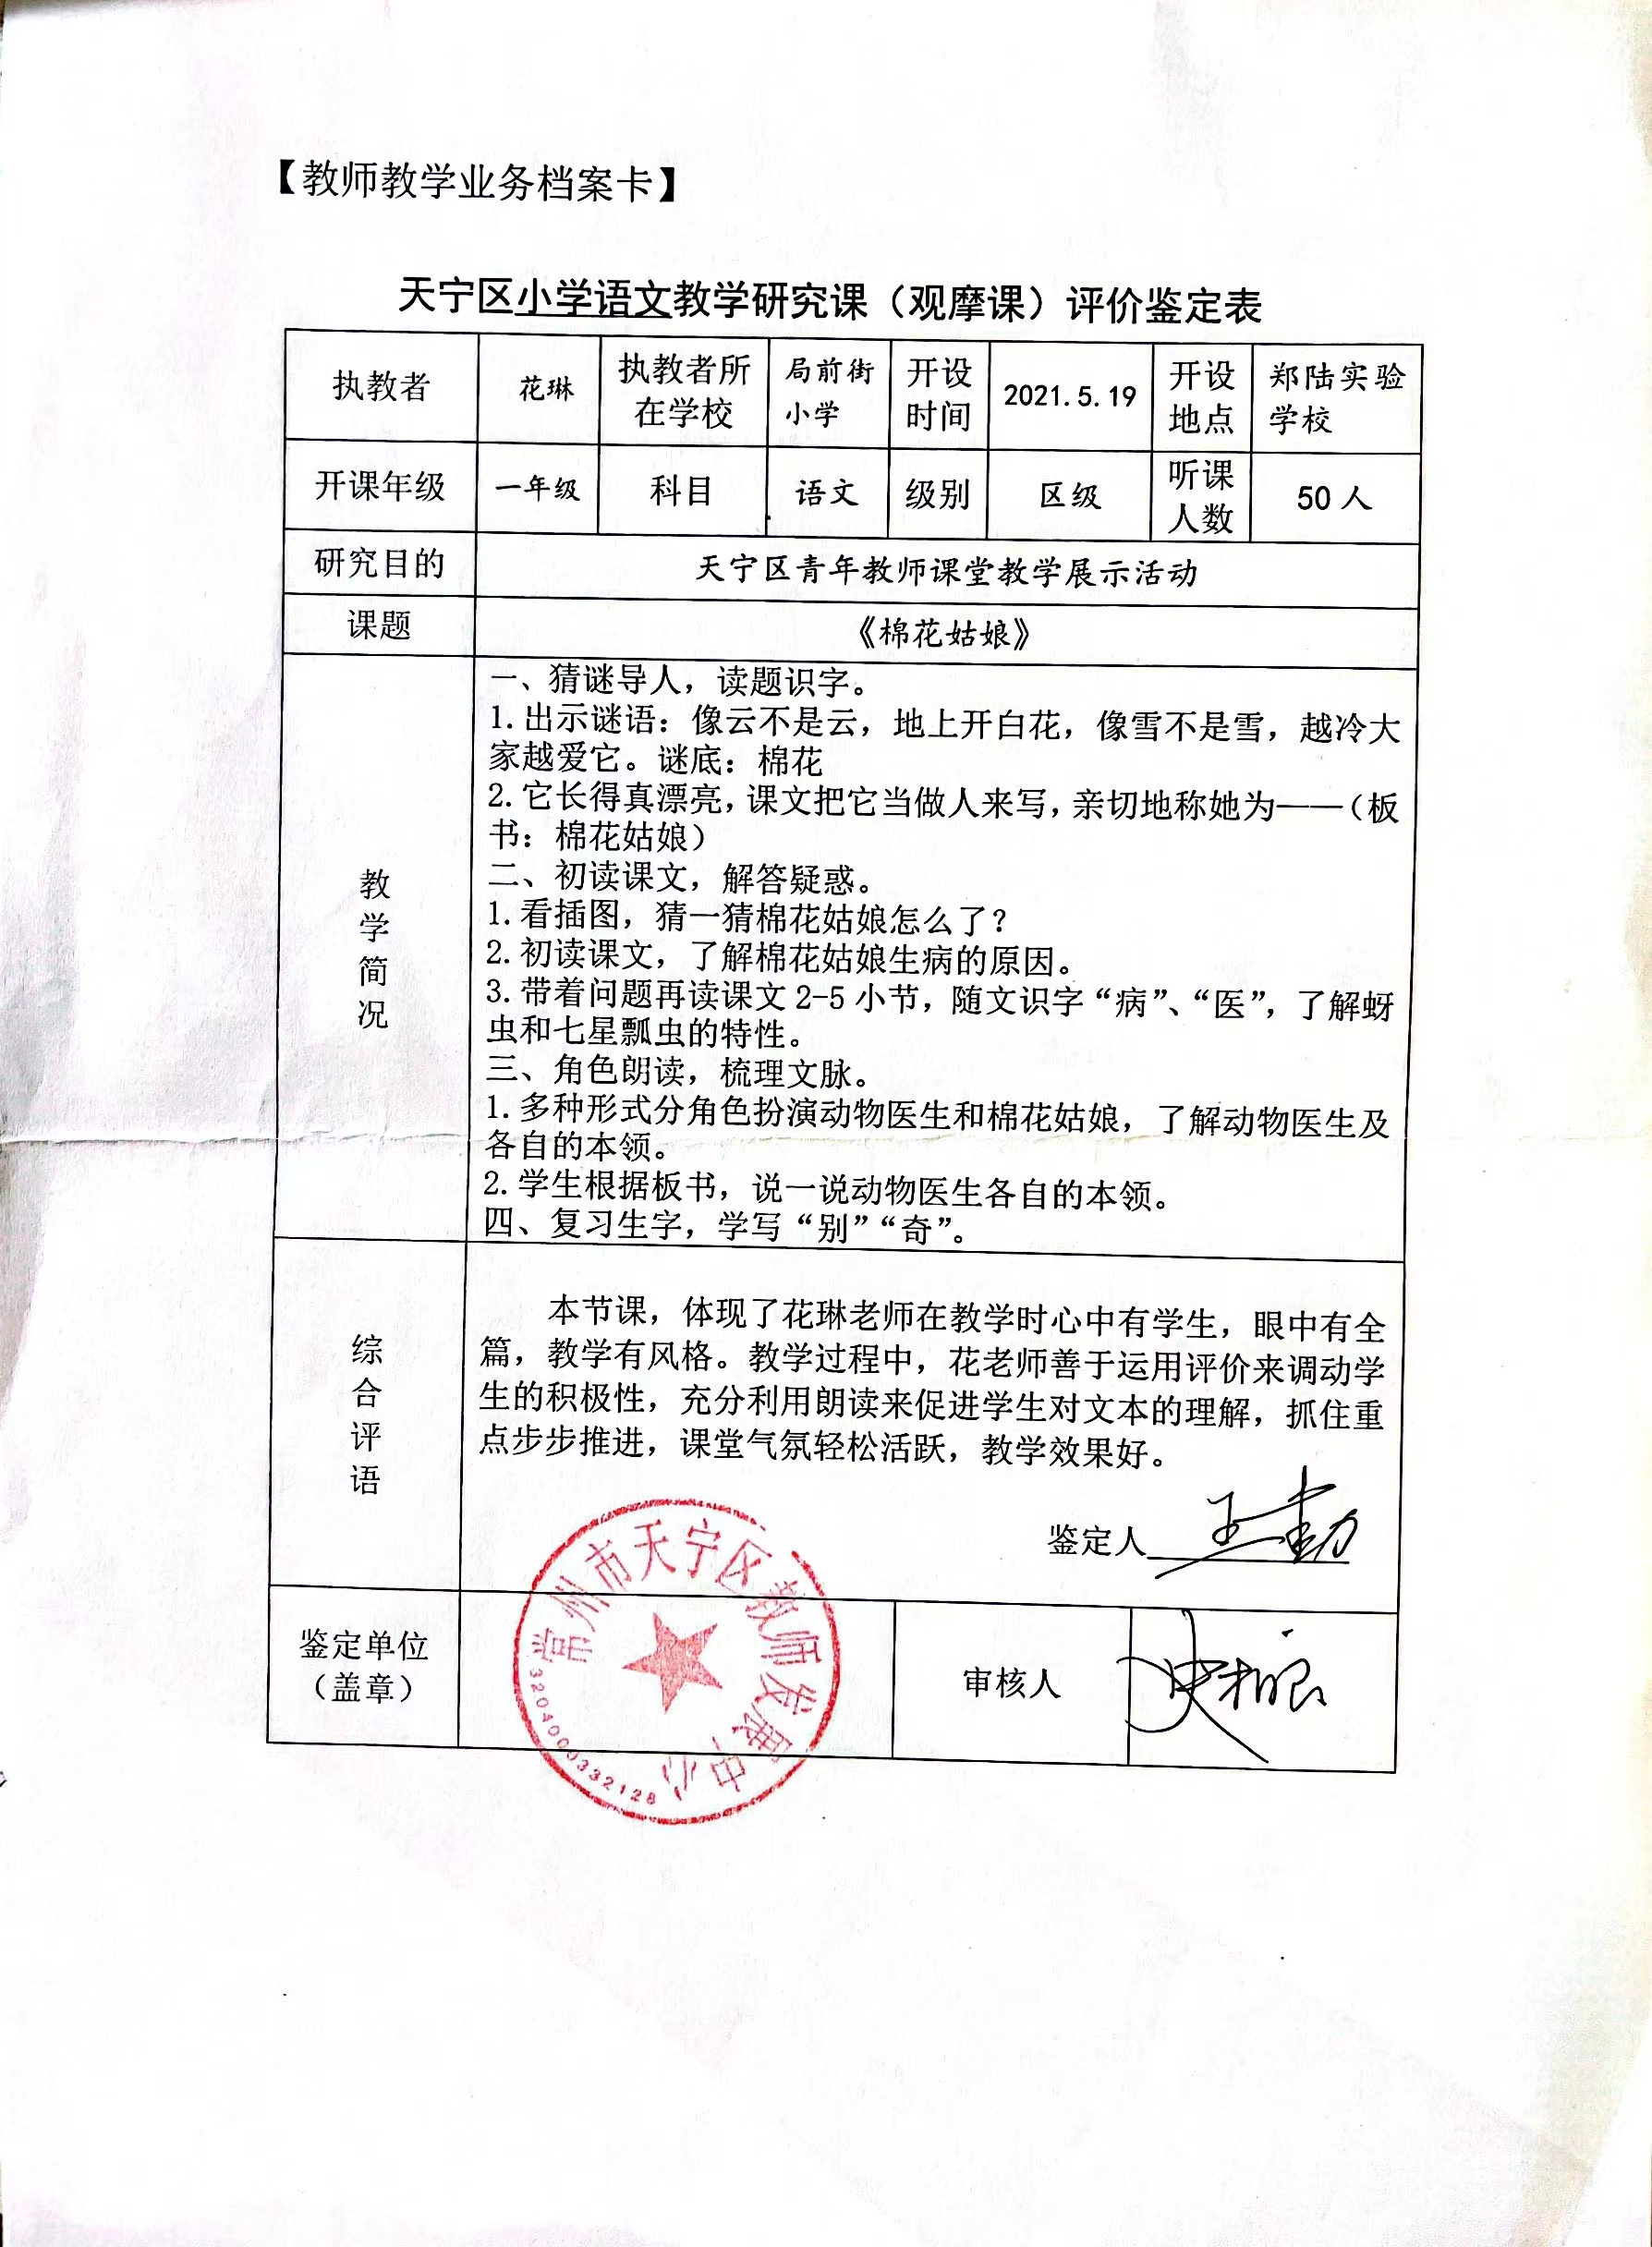 【教师教学业务档案卡】
天宁区小学语文教学研究课（观摩课）评价鉴定表
执教者 花琳 执教者所在学校 局前街小学 开设时间 2021.5.19 开设地点 郑陆实验学校
开课年级 一年级 科目 语文 级别 区级 听课人数 50人
研究目的 天宁区青年教师课堂教学展示活动
课题 《棉花姑娘》
教学简况
一、猜谜导人，读题识字。
1.出示谜语：像云不是云，地上开白花，像雪不是雪，越冷大
家越爱它。谜底：棉花
2.它长得真漂亮，课文把它当做人来写，亲切地称她为——（板
书：棉花姑娘）
二、初读课文，解答疑惑。
1.看插图，猜一猜棉花姑娘怎么了？
2.初读课文，了解棉花姑娘生病的原因。
3.带着问题再读课文2-5小节，随文识字“病”、“医”，了解蚜
虫和七星瓢虫的特性。
三、角色朗读，梳理文脉。
1.多种形式分角色扮演动物医生和棉花姑娘，了解动物医生及
各自的本领。
2.学生根据板书，说一说动物医生各自的本领。
四、复习生字，学写“别”“奇”。
综合评语
本节课，体现了花琳老师在教学时心中有学生，眼中有全
篇，教学有风格。教学过程中，花老师善于运用评价来调动学
生的积极性，充分利用朗读来促进学生对文本的理解，抓住重
点步步推进，课堂气氛轻松活跃，教学效果好。
鉴定人
鉴定单位
（盖章）
常州市天宁区教师发展中心
3204000332128
审核人